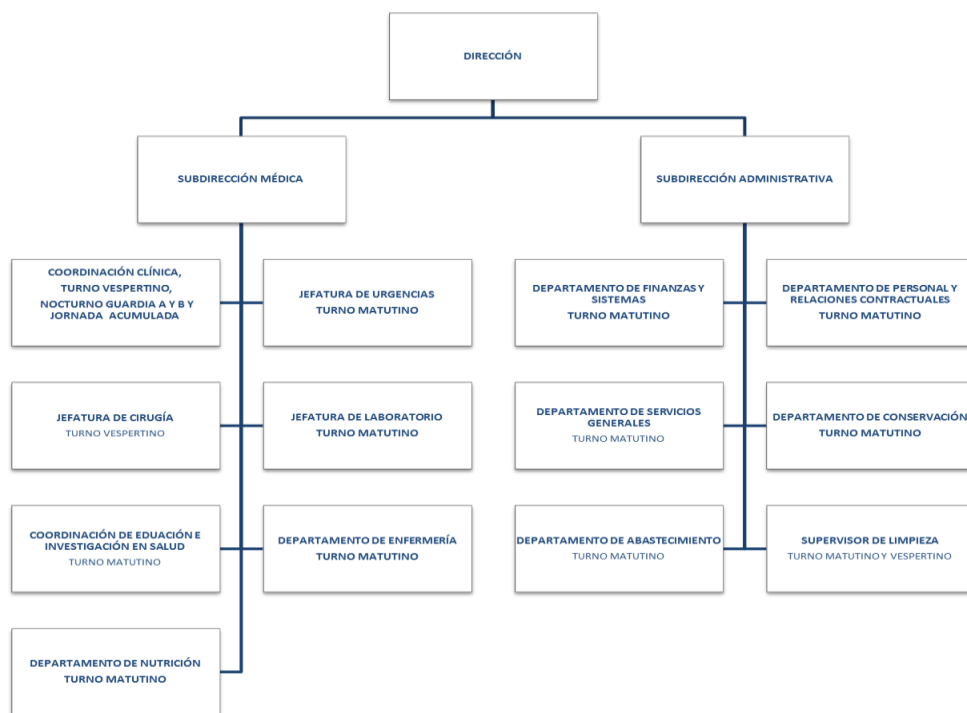 DIRECCIÓN
SUBDIRECCIÓN MÉDICA
SUBDIRECCIÓN ADMINISTRATIVA
COORDINACIÓN CLÍNICA,
TURNO VESPERTINO,
NOCTURNO GUARDIA A Y B Y
JORNADA ACUMULADA
JEFATURA DE URGENCIAS
TURNO MATUTINO
DEPARTAMENTO DE FINANZAS Y
SISTEMAS
TURNO MATUTINO
DEPARTAMENTO DE PERSONAL Y
RELACIONES CONTRACTUALES
TURNO MATUTINO
JEFATURA DE CIRUGÍA
TURNO VESPERTINO
JEFATURA DE LABORATORIO
TURNO MATUTINO
DEPARTAMENTO DE SERVICIOS
GENERALES
TURNO MATUTINO
DEPARTAMENTO DE CONSERVACIÓN
TURNO MATUTINO
COORDINACIÓN DE EDUACIÓN E
INVESTIGACIÓN EN SALUD
TURNO MATUTINO
DEPARTAMENTO DE ENFERMERÍA
TURNO MATUTINO
DEPARTAMENTO DE ABASTECIMIENTO
TURNO MATUTINO
SUPERVISOR DE LIMPIEZA
TURNO MATUTINO Y VESPERTINO
DEPARTAMENTO DE NUTRICIÓN
TURNO MATUTINO